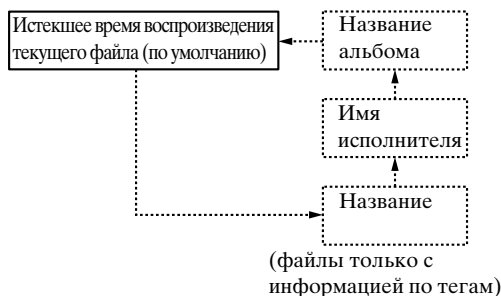 Истекшее время воспроизведения
текущего файла (по умолчанию)
Название
альбома
Имя
исполнителя
Название
(файлы только с
информацией по тегам)